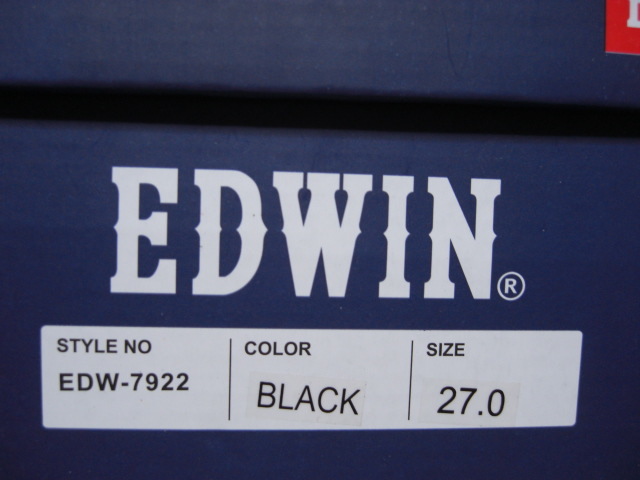 EDWIN®
STYLE NO COLOR SIZE
EDW-7922 BLACK 27.0